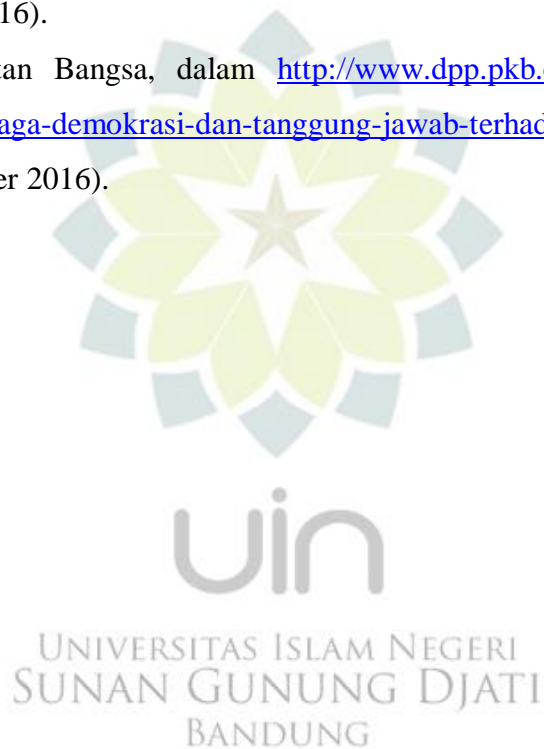 16).
tan Bangsa, dalam http://www.dpp.pkb.
aga-demokrasi-dan-tanggung-jawab-terhad
er 2016).
uin
UNIVERSITAS ISLAM NEGERI
SUNAN GUNUNG DJATI
BANDUNG